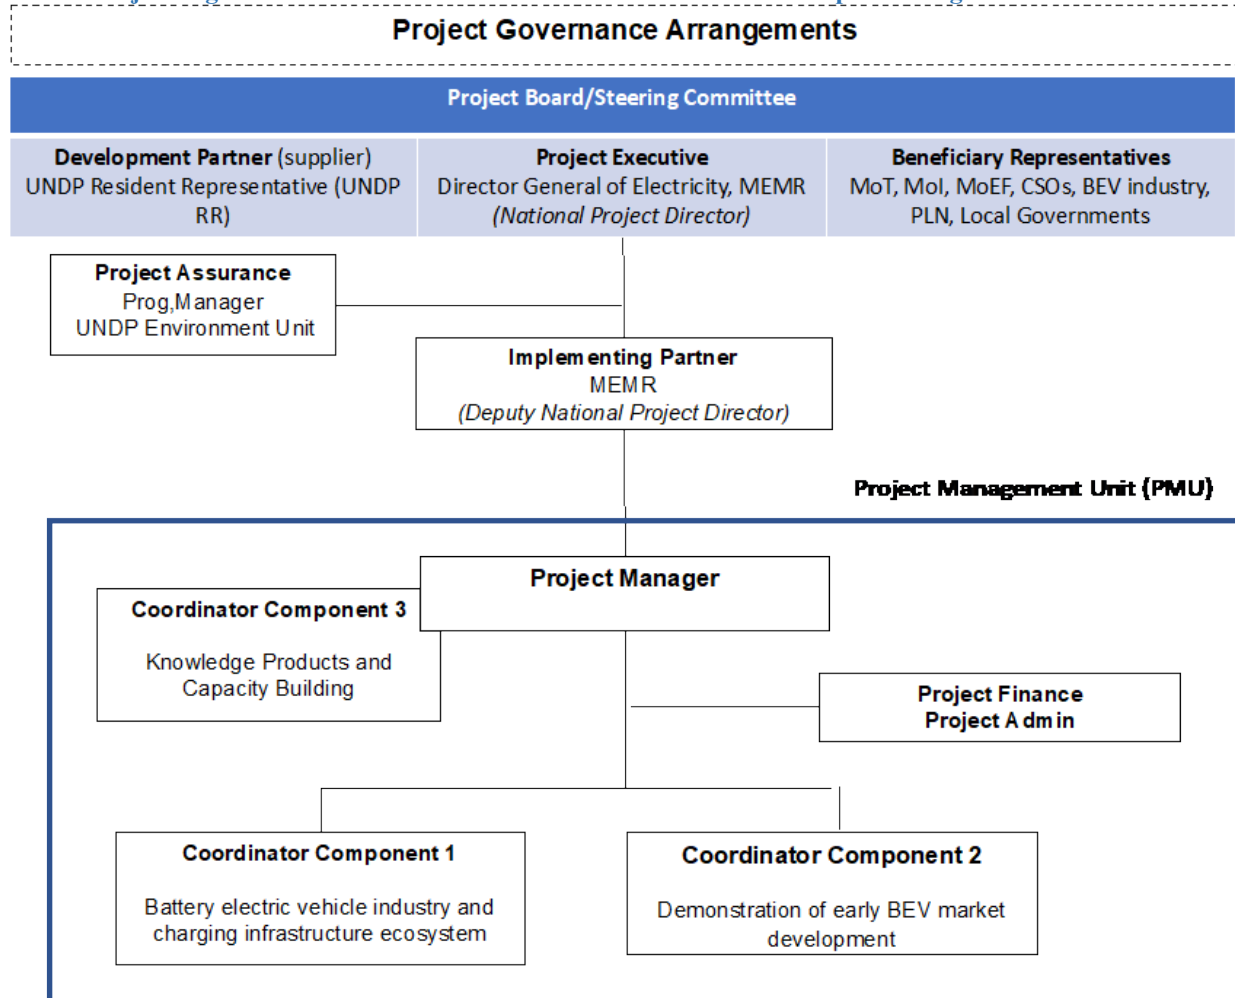 Project Governance Arrangements
Project Board/Steering Committee
Development Partner (supplier)
UNDP Resident Representative (UNDP
RR)
Project Executive
Director General of Electricity, MEMR
(National Project Director)
Beneficiary Representatives
MoT, MoI, MoEF, CSOs, BEV industry,
PLN, Local Governments
Project Assurance
Prog,Manager
UNDP Environment Unit
Implementing Partner
MEMR
(Deputy National Project Director)
Project Management Unit (PMU)
Project Manager
Coordinator Component 3
Knowledge Products and
Capacity Building
Project Finance
Project Admin
Coordinator Component 1
Battery electric vehicle industry and
charging infrastructure ecosystem
Coordinator Component 2
Demonstration of early BEV market
development